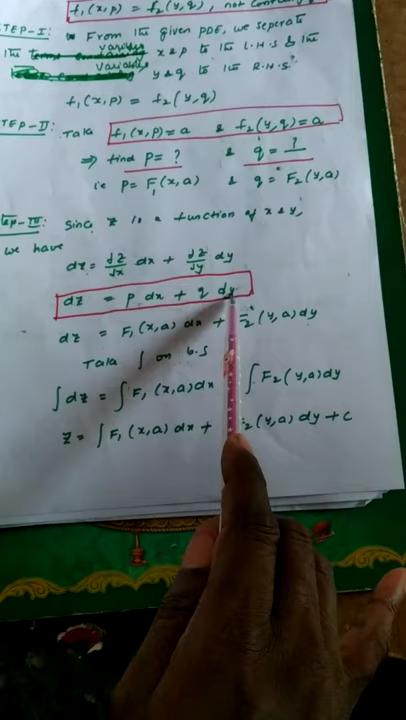 f₁(x,p) = f₂(y,q), not
STEP-I: From the given PDE, we seperate
the variables x & p to the L.H.S & the
variables y & q to the R.H.S.
f₁(x,p) = f₂(y,q)
STEP-II: Take f₁(x,p)=a & f₂(y,q)=a
⇒ find P=? & q=?
ie P=F₁(x,a) & q=F₂(y,a)
Step-III: Since Z is a function of x & y,
we have
dz = ∂z/∂x dx + ∂z/∂y dy
dz = p dx + q dy
dz = F₁(x,a) dx + F₂(y,a) dy
Take ∫ on b.s
∫dz = ∫F₁(x,a)dx ∫F₂(y,a)dy
Z = ∫F₁(x,a) dx + F₂(y,a) dy + C